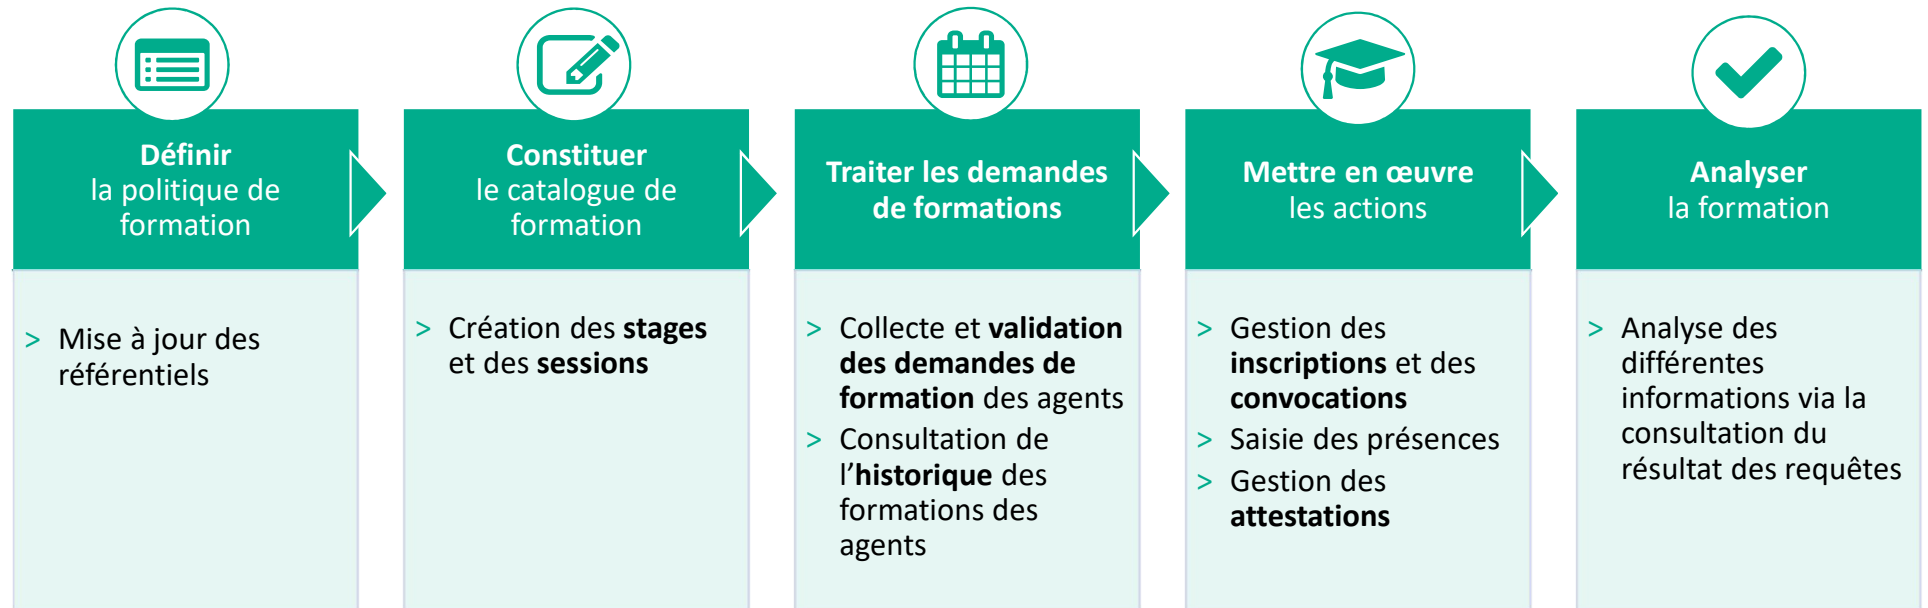 Définir
la politique de
formation
Constituer
le catalogue de
formation
Traiter les demandes
de formations
Mettre en œuvre
les actions
Analyser
la formation
> Mise à jour des
référentiels
> Création des stages
et des sessions
> Collecte et validation
des demandes de
formation des agents
> Consultation de
l’historique des
formations des
agents
> Gestion des
inscriptions et des
convocations
> Saisie des présences
> Gestion des
attestations
> Analyse des
différentes
informations via la
consultation du
résultat des requêtes